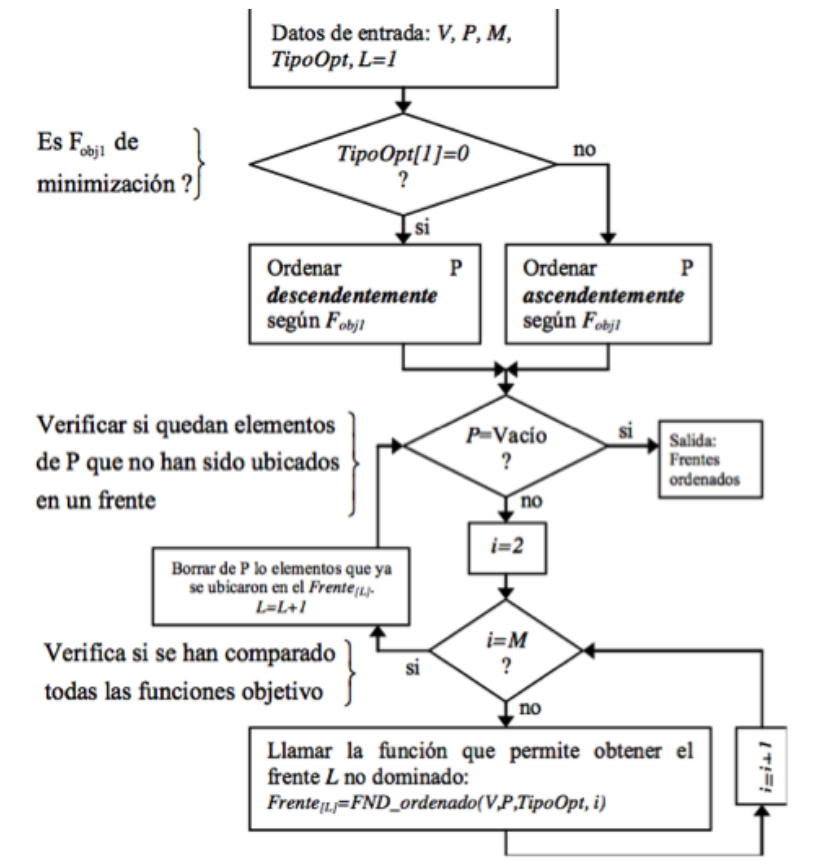 Datos de entrada: V, P, M,
TipoOpt, L=1
Es Fobj1 de
minimización ?
TipoOpt[1]=0
?
no
si
Ordenar P
descendentemente
según Fobj1
Ordenar P
ascendentemente
según Fobj1
Verificar si quedan elementos
de P que no han sido ubicados
en un frente
P=Vacío
?
si
Salida:
Frentes
ordenados
no
i=2
Borrar de P lo elementos que ya
se ubicaron en el Frente[L].
L=L+1
i=M
?
Verifica si se han comparado
todas las funciones objetivo
si
no
Llamar la función que permite obtener el
frente L no dominado:
Frente[L]=FND_ordenado(V,P,TipoOpt, i)
i=i+1